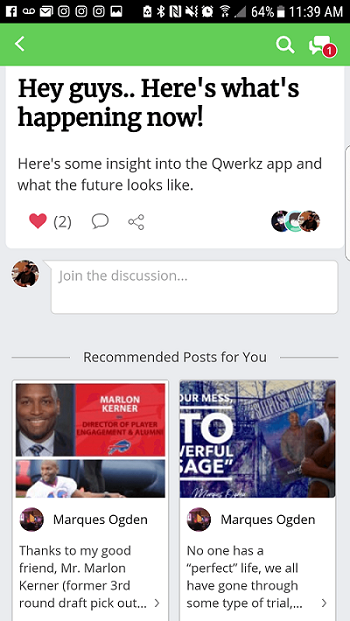 64% 11:39 AM
1
Hey guys.. Here's what's
happening now!
Here's some insight into the Qwerkz app and
what the future looks like.
(2)
Join the discussion...
Recommended Posts for You
MARLON
KERNER
DIRECTOR OF PLAYER
ENGAGEMENT & ALUMNI
OUR MESS,
TO
VERFUL
SAGE"
Marques Ogden
Thanks to my good
friend, Mr. Marlon
Kerner (former 3rd
round draft pick out...
Marques Ogden
No one has a
“perfect” life, we all
have gone through
some type of trial,...